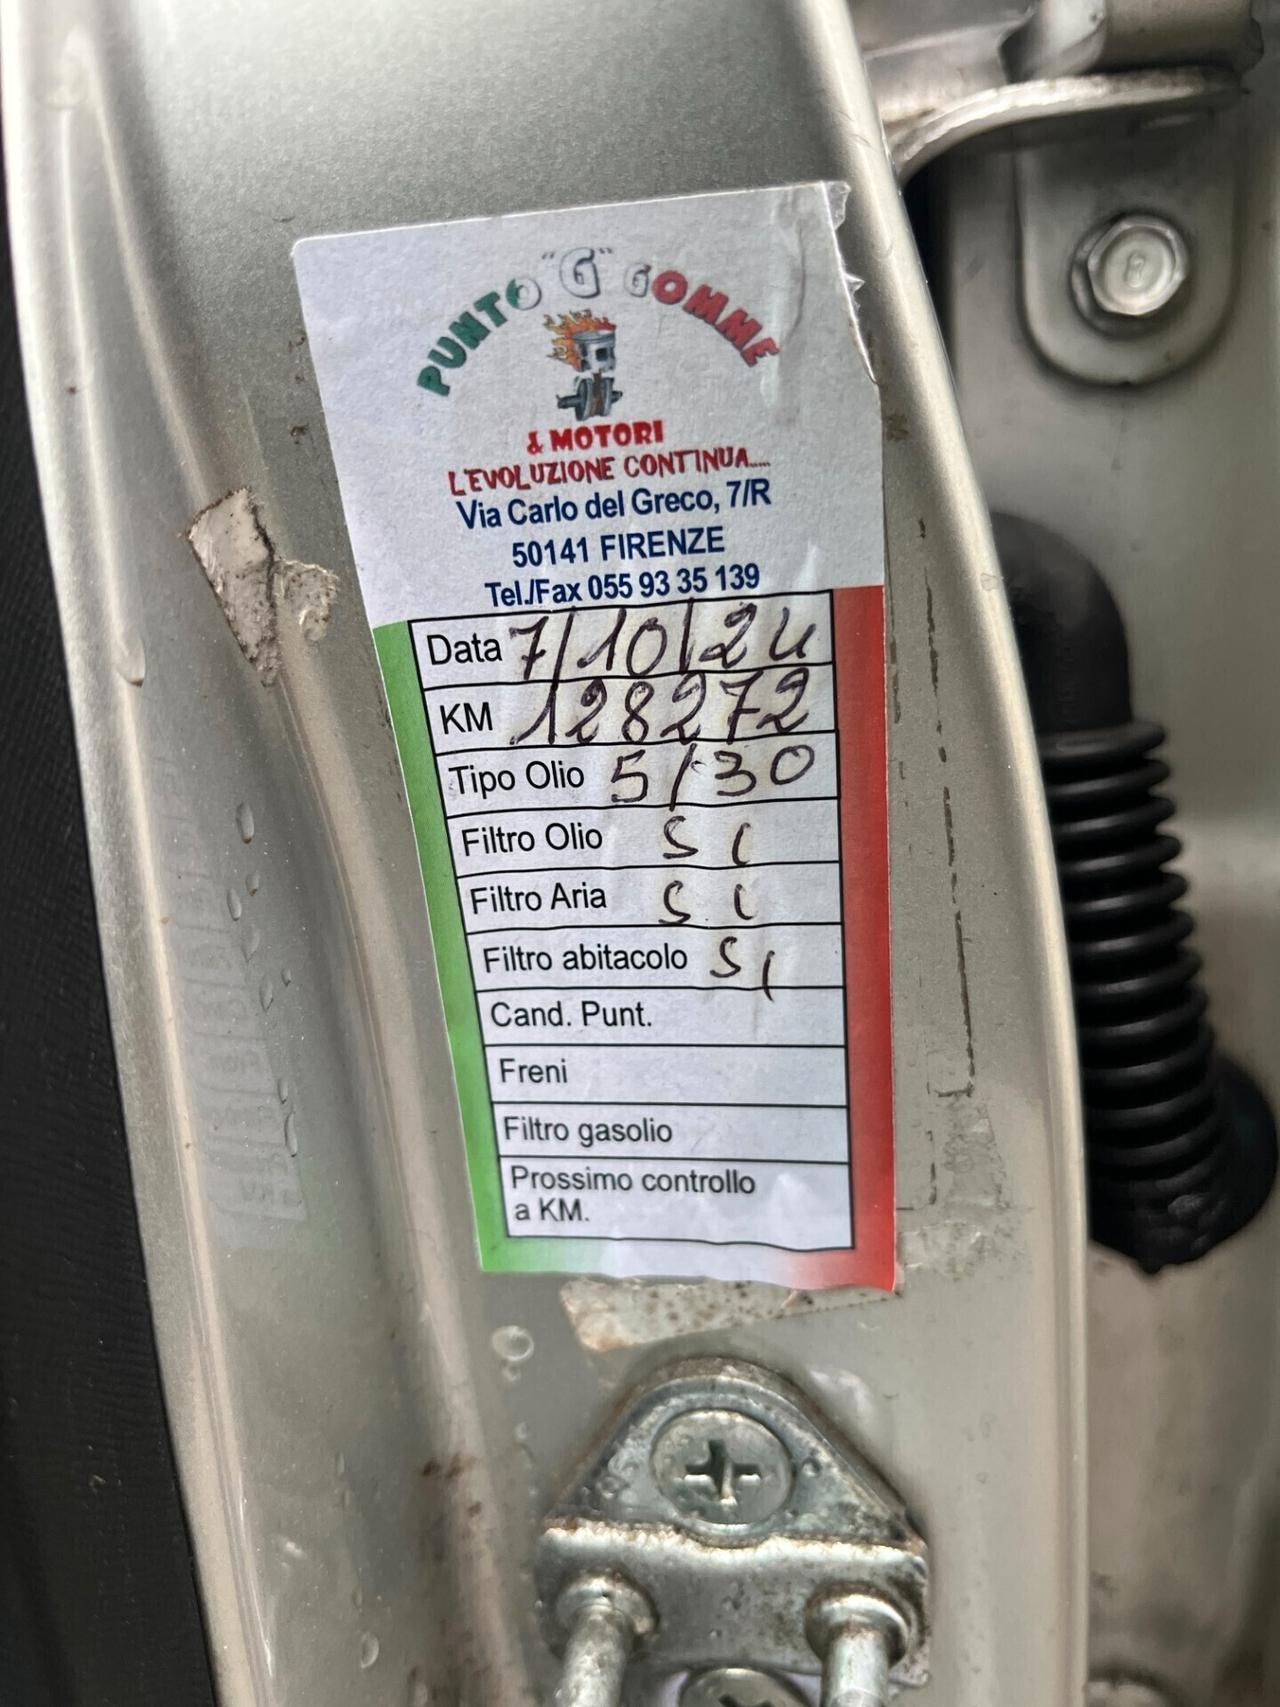 PUNTO "G" GOMME
& MOTORI
L'EVOLUZIONE CONTINUA.....
Via Carlo del Greco, 7/R
50141 FIRENZE
Tel./Fax 055 93 35 139
Data 7/10/24
KM 128272
Tipo Olio 5/30
Filtro Olio SI
Filtro Aria SI
Filtro abitacolo SI
Cand. Punt.
Freni
Filtro gasolio
Prossimo controllo
a KM.